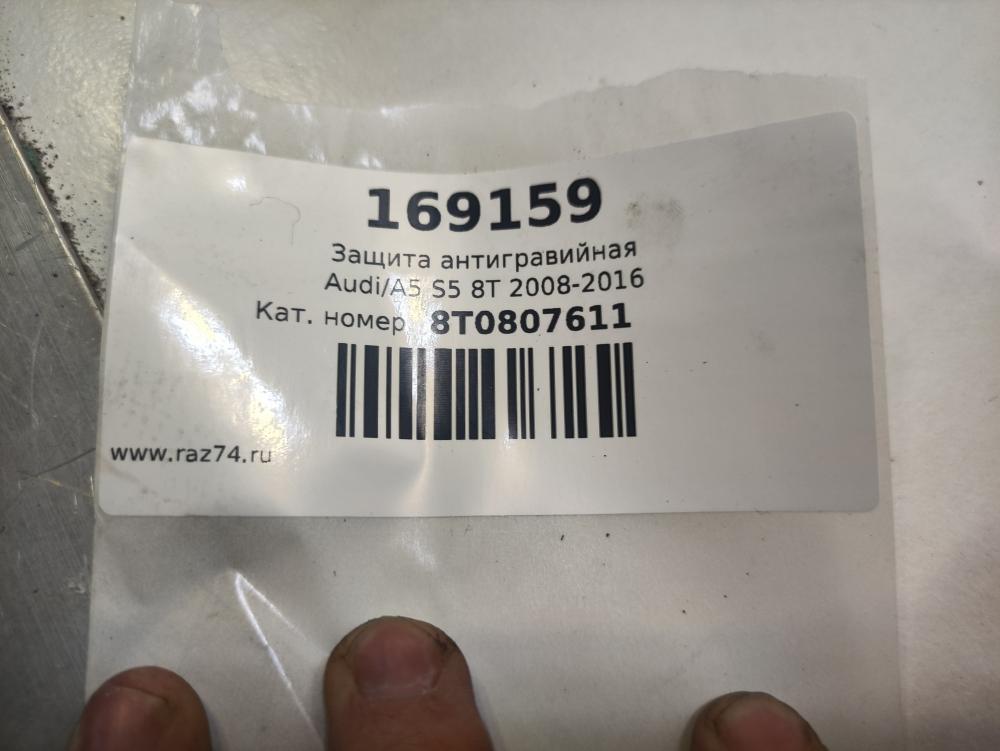 169159
Защита антигравийная
Audi/A5 S5 8T 2008-2016
Кат. номер 8T0807611
www.raz74.ru